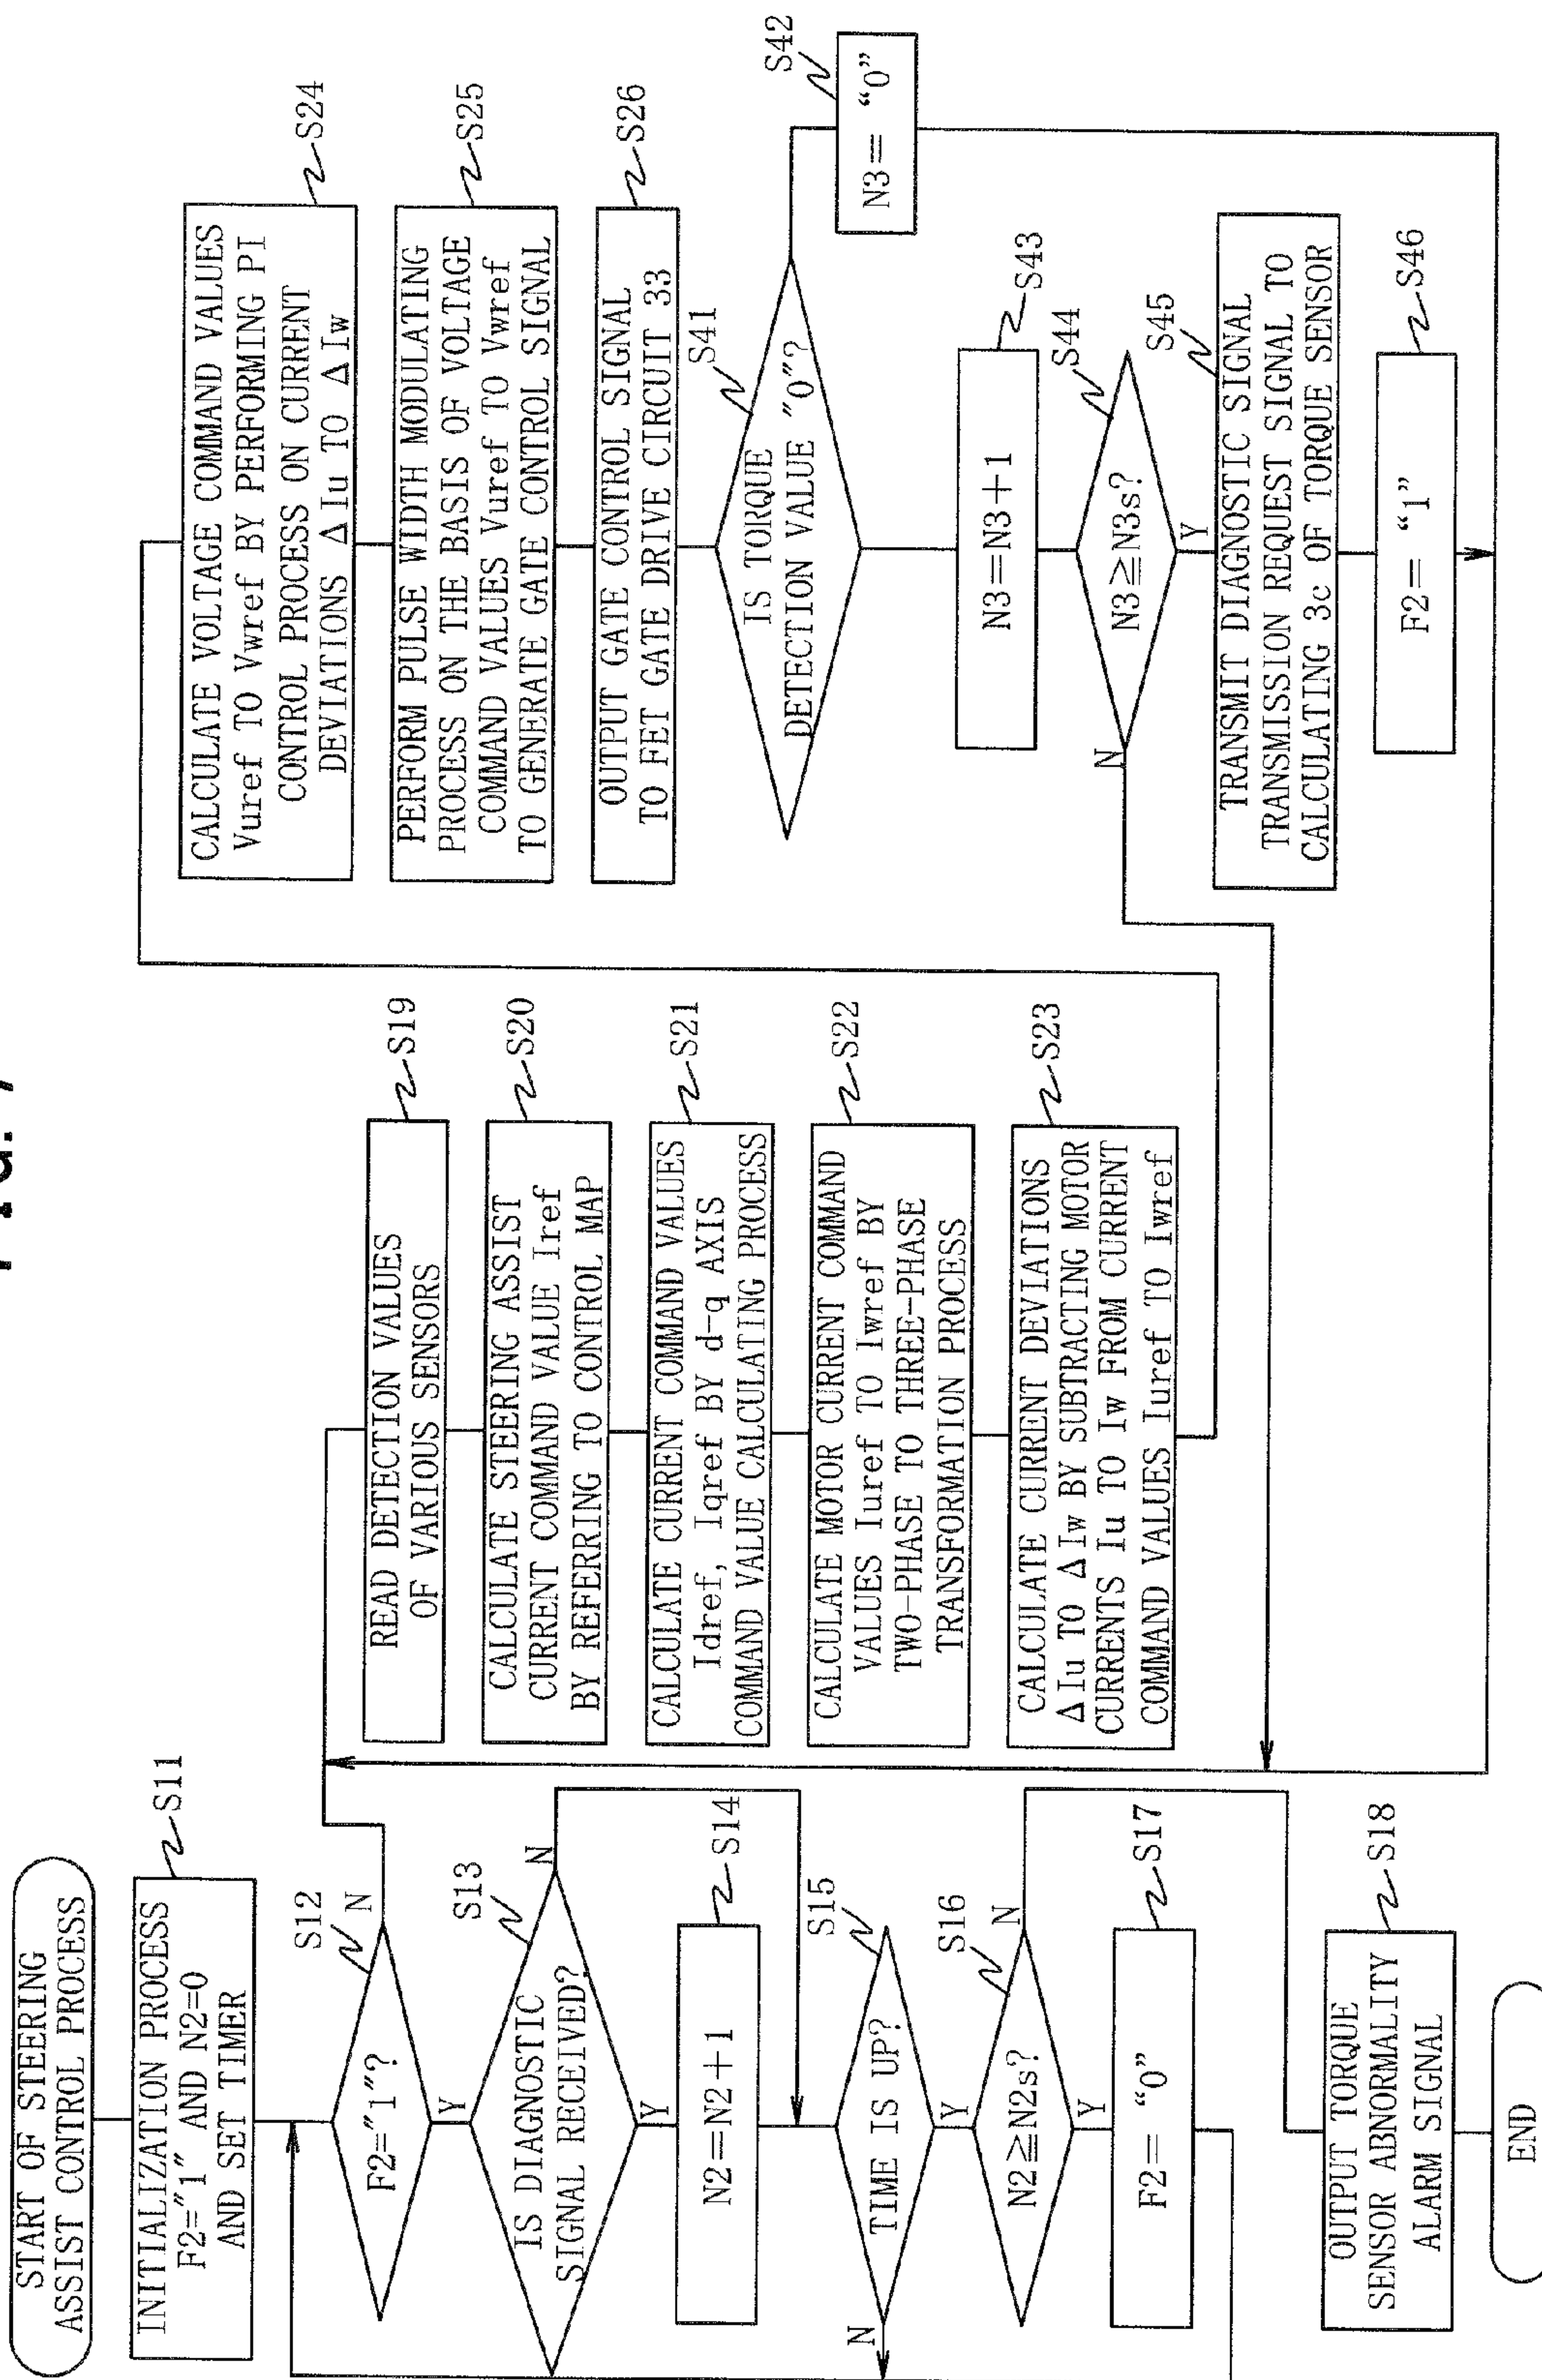 START OF STEERING
ASSIST CONTROL PROCESS
INITIALIZATION PROCESS
F2="1" AND N2=0
AND SET TIMER
S11
F2="1"?
S12
N
Y
IS DIAGNOSTIC
SIGNAL RECEIVED?
S13
N
Y
N2=N2+1
S14
TIME IS UP?
S15
N
Y
N2≧N2s?
S16
N
Y
F2= “0”
S17
OUTPUT TORQUE
SENSOR ABNORMALITY
ALARM SIGNAL
S18
END
READ DETECTION VALUES
OF VARIOUS SENSORS
S19
CALCULATE STEERING ASSIST
CURRENT COMMAND VALUE Iref
BY REFERRING TO CONTROL MAP
S20
CALCULATE CURRENT COMMAND VALUES
Idref, Iqref BY d-q AXIS
COMMAND VALUE CALCULATING PROCESS
S21
CALCULATE MOTOR CURRENT COMMAND
VALUES Iuref TO Iwref BY
TWO-PHASE TO THREE-PHASE
TRANSFORMATION PROCESS
S22
CALCULATE CURRENT DEVIATIONS
ΔIu TO ΔIw BY SUBTRACTING MOTOR
CURRENTS Iu TO Iw FROM CURRENT
COMMAND VALUES Iuref TO Iwref
S23
CALCULATE VOLTAGE COMMAND VALUES
Vuref TO Vwref BY PERFORMING PI
CONTROL PROCESS ON CURRENT
DEVIATIONS ΔIu TO ΔIw
S24
PERFORM PULSE WIDTH MODULATING
PROCESS ON THE BASIS OF VOLTAGE
COMMAND VALUES Vuref TO Vwref
TO GENERATE GATE CONTROL SIGNAL
S25
OUTPUT GATE CONTROL SIGNAL
TO FET GATE DRIVE CIRCUIT 33
S26
IS TORQUE
DETECTION VALUE "0"?
S41
N3= “0”
S42
N3=N3+1
S43
N3≧N3s?
S44
N
Y
TRANSMIT DIAGNOSTIC SIGNAL
TRANSMISSION REQUEST SIGNAL TO
CALCULATING 3c OF TORQUE SENSOR
S45
F2= “1”
S46